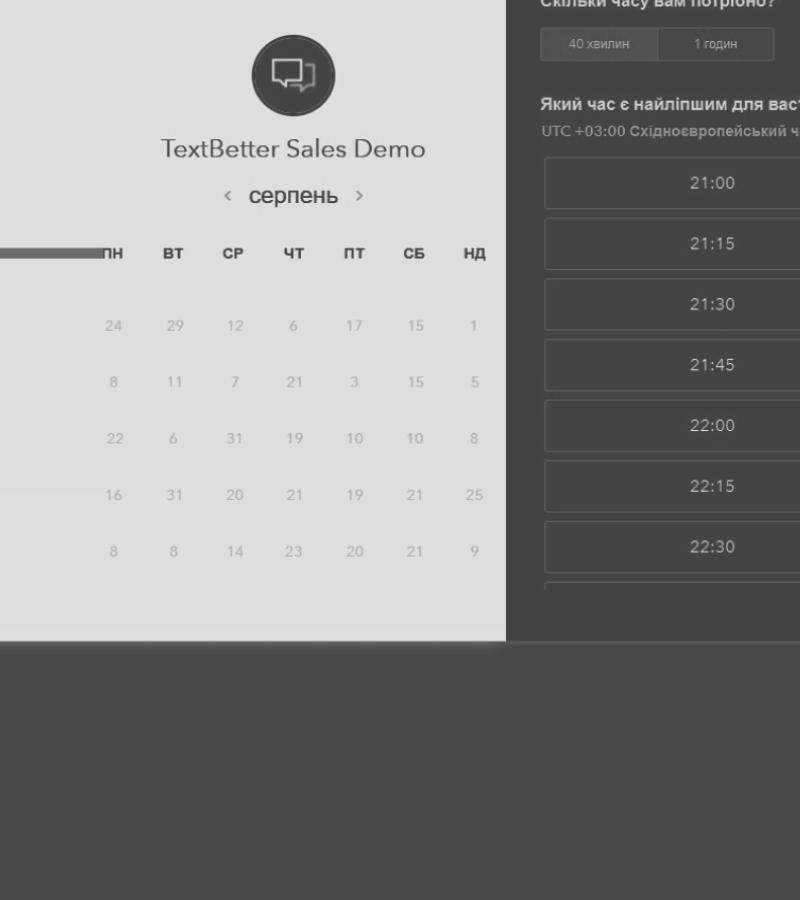 TextBetter Sales Demo
серпень
ПН ВТ СР ЧТ ПТ СБ НД
24 29 12 6 17 15 1
8 11 7 21 3 15 5
22 6 31 19 10 10 8
16 31 20 21 19 21 25
8 8 14 23 20 21 9
Скільки часу вам потрібно?
40 хвилин 1 годин
Який час є найліпшим для вас?
UTC +03:00 Східноєвропейський ч
21:00
21:15
21:30
21:45
22:00
22:15
22:30